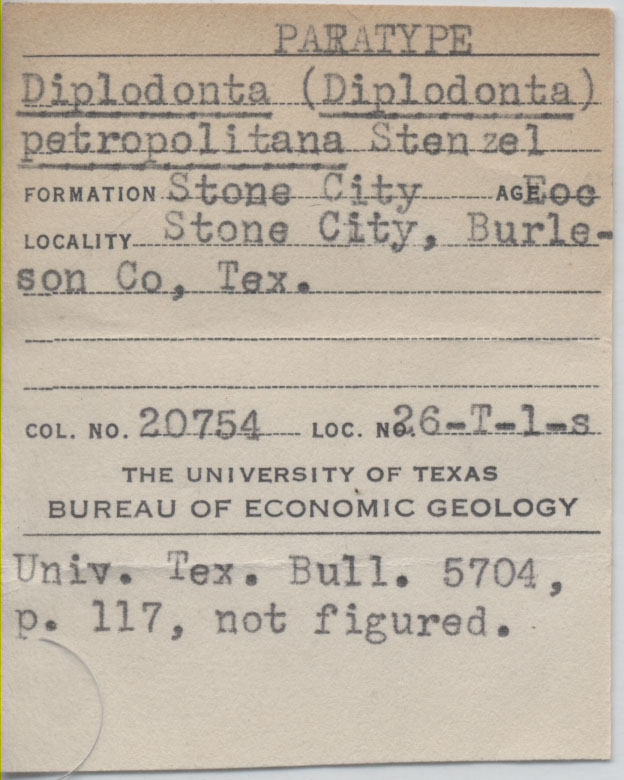 PARATYPE
Diplodonta (Diplodonta)
petropolitana Stenzel
FORMATION Stone City AGE Eoc
LOCALITY Stone City, Burle-
son Co, Tex.
COL. NO. 20754 LOC. NO. 26-T-1-s
THE UNIVERSITY OF TEXAS
BUREAU OF ECONOMIC GEOLOGY
Univ. Tex. Bull. 5704,
p. 117, not figured.